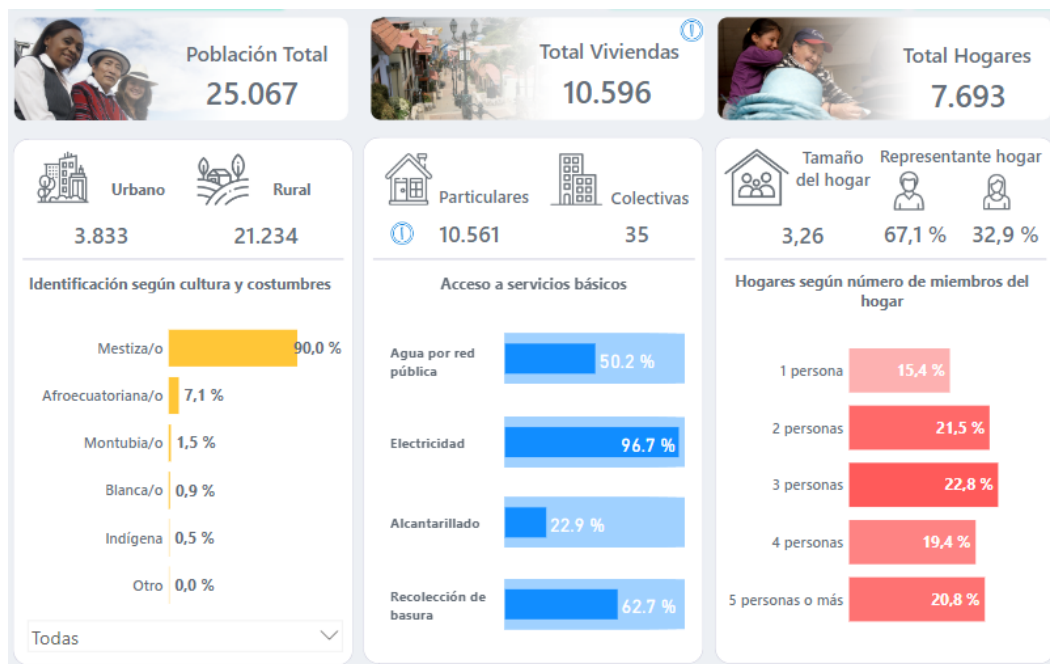 Población Total
25.067
Total Viviendas
10.596
Total Hogares
7.693
Urbano
Rural
3.833
21.234
Identificación según cultura y costumbres
Mestiza/o
90,0 %
Afroecuatoriana/o
7,1 %
Montubia/o
1,5 %
Blanca/o
0,9 %
Indígena
0,5 %
Otro
0,0 %
Todas
Particulares
Colectivas
10.561
35
Acceso a servicios básicos
Agua por red
pública
50.2 %
Electricidad
96.7 %
Alcantarillado
22.9 %
Recolección de
basura
62.7 %
Tamaño
del hogar
Representante hogar
3,26
67,1 %
32,9 %
Hogares según número de miembros del
hogar
1 persona
15,4 %
2 personas
21,5 %
3 personas
22,8 %
4 personas
19,4 %
5 personas o más
20,8 %